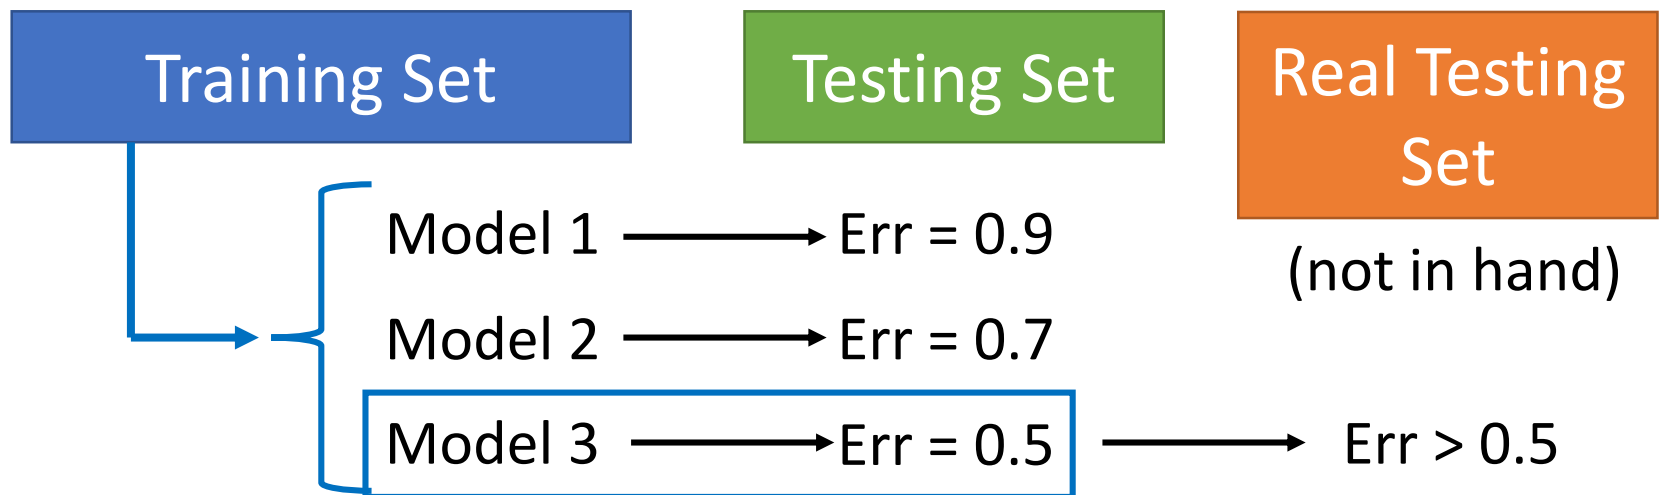 Training Set
Testing Set
Real Testing
Set
(not in hand)
Model 1
Err = 0.9
Model 2
Err = 0.7
Model 3
Err = 0.5
Err > 0.5